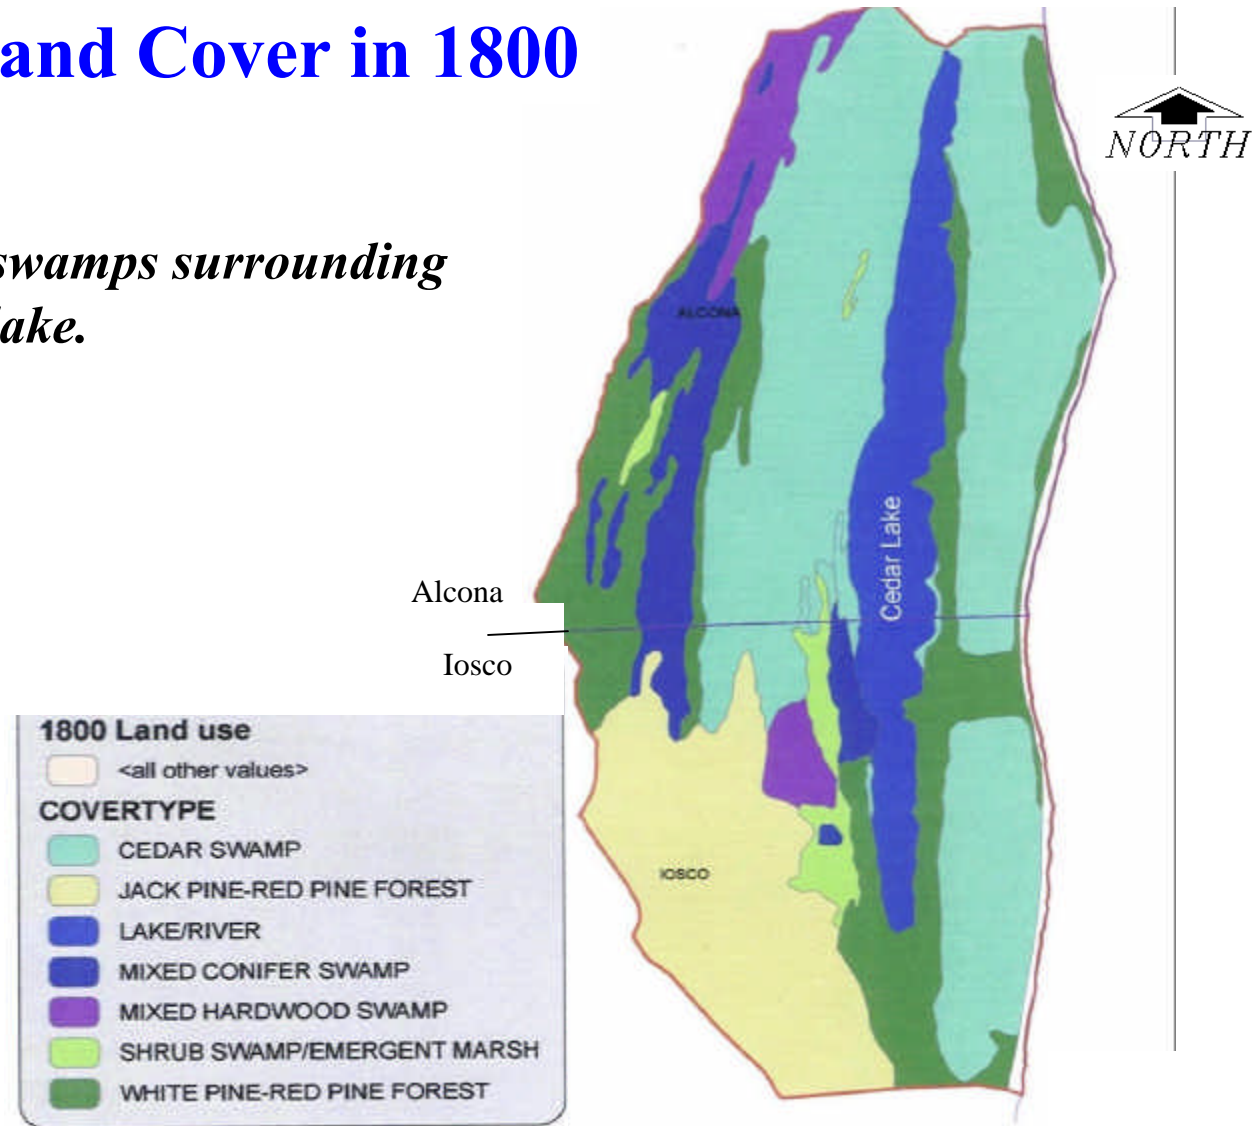 and Cover in 1800
NORTH
swamps surrounding
lake.
ALCONA
Cedar Lake
Alcona
Iosco
1800 Land use
<all other values>
COVERTYPE
CEDAR SWAMP
JACK PINE-RED PINE FOREST
LAKE/RIVER
MIXED CONIFER SWAMP
MIXED HARDWOOD SWAMP
SHRUB SWAMP/EMERGENT MARSH
WHITE PINE-RED PINE FOREST
IOSCO